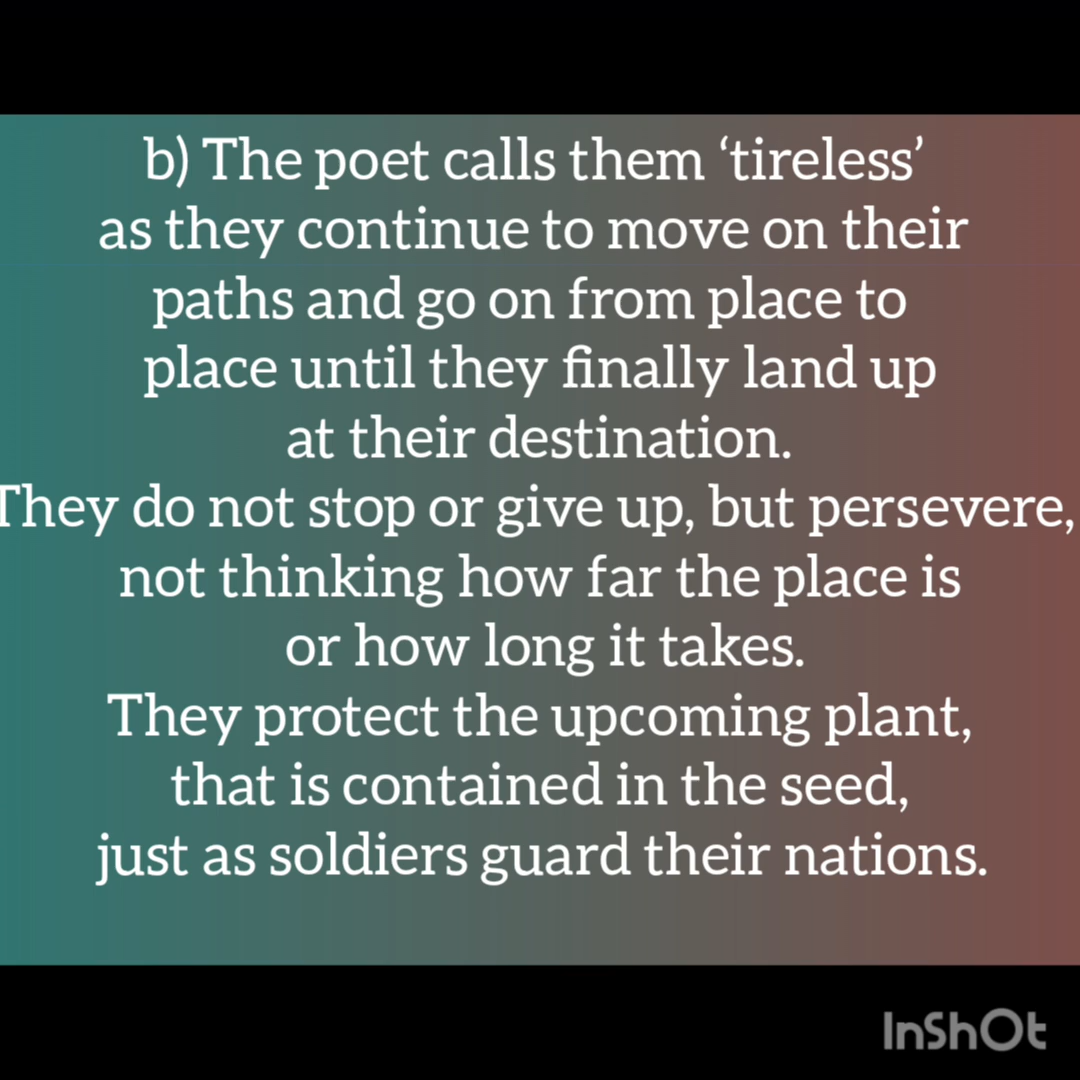 b) The poet calls them ‘tireless’
as they continue to move on their
paths and go on from place to
place until they finally land up
at their destination.
They do not stop or give up, but persevere,
not thinking how far the place is
or how long it takes.
They protect the upcoming plant,
that is contained in the seed,
just as soldiers guard their nations.
InShOt